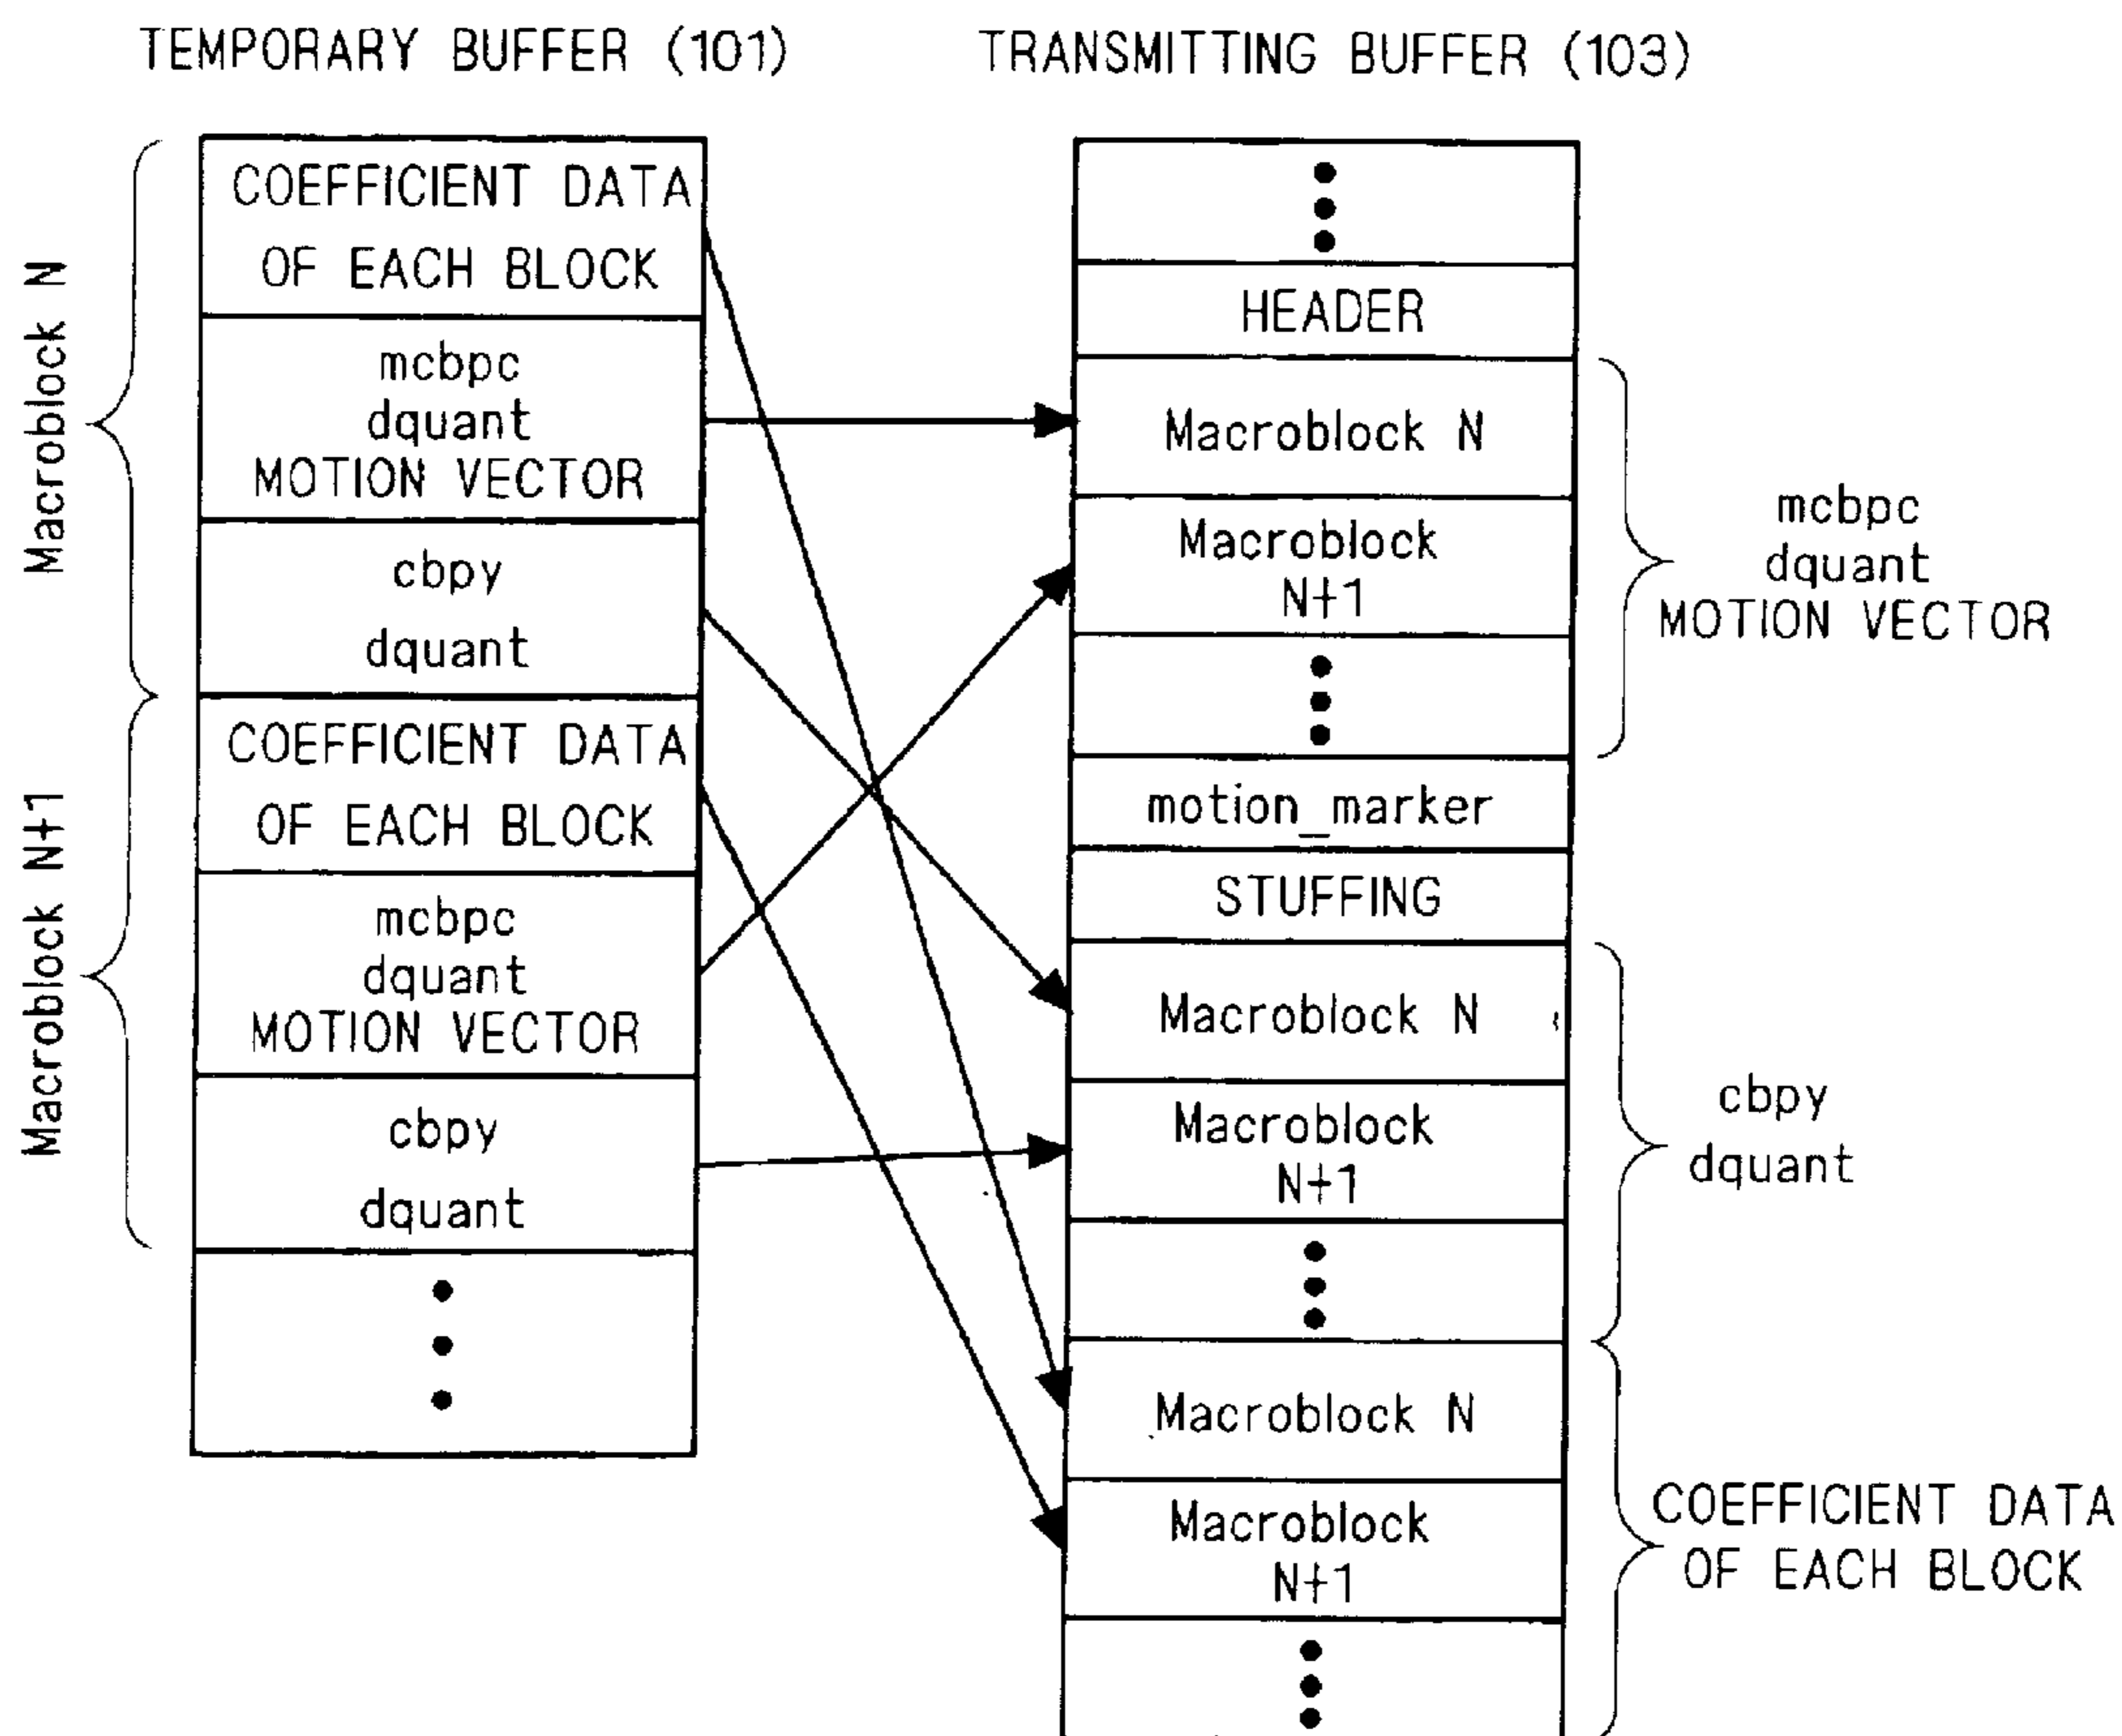 TEMPORARY BUFFER (101)
Macroblock N
COEFFICIENT DATA
OF EACH BLOCK
mcbpc
dquant
MOTION VECTOR
cbpy
dquant
Macroblock N+1
COEFFICIENT DATA
OF EACH BLOCK
mcbpc
dquant
MOTION VECTOR
cbpy
dquant
TRANSMITTING BUFFER (103)
HEADER
Macroblock N
Macroblock
N+1
mcbpc
dquant
MOTION VECTOR
motion_marker
STUFFING
Macroblock N
Macroblock
N+1
cbpy
dquant
Macroblock N
Macroblock
N+1
COEFFICIENT DATA
OF EACH BLOCK